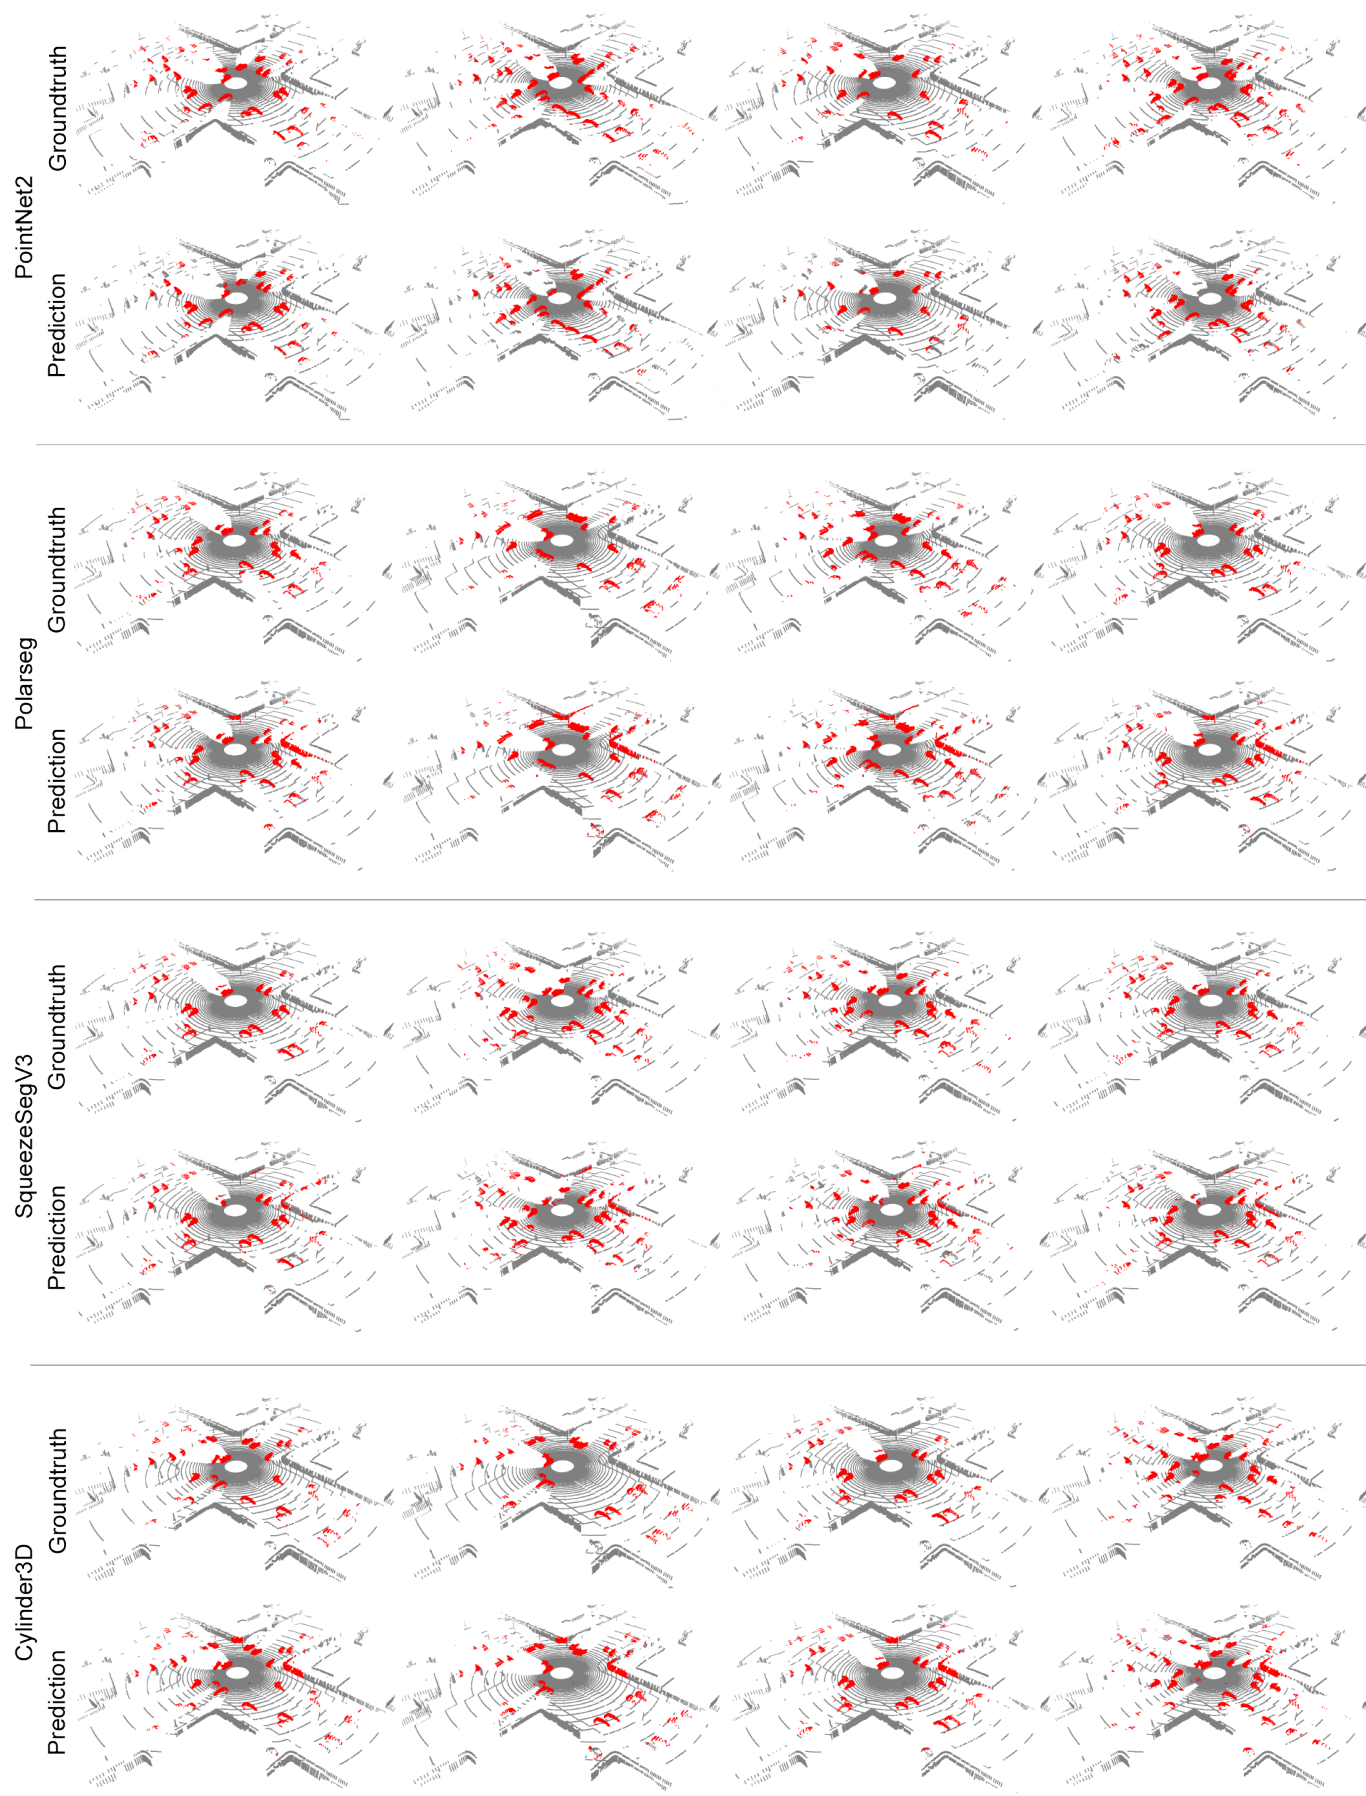 PointNet2
Groundtruth
Prediction
Polarseg
Groundtruth
Prediction
SqueezeSegV3
Groundtruth
Prediction
Cylinder3D
Groundtruth
Prediction